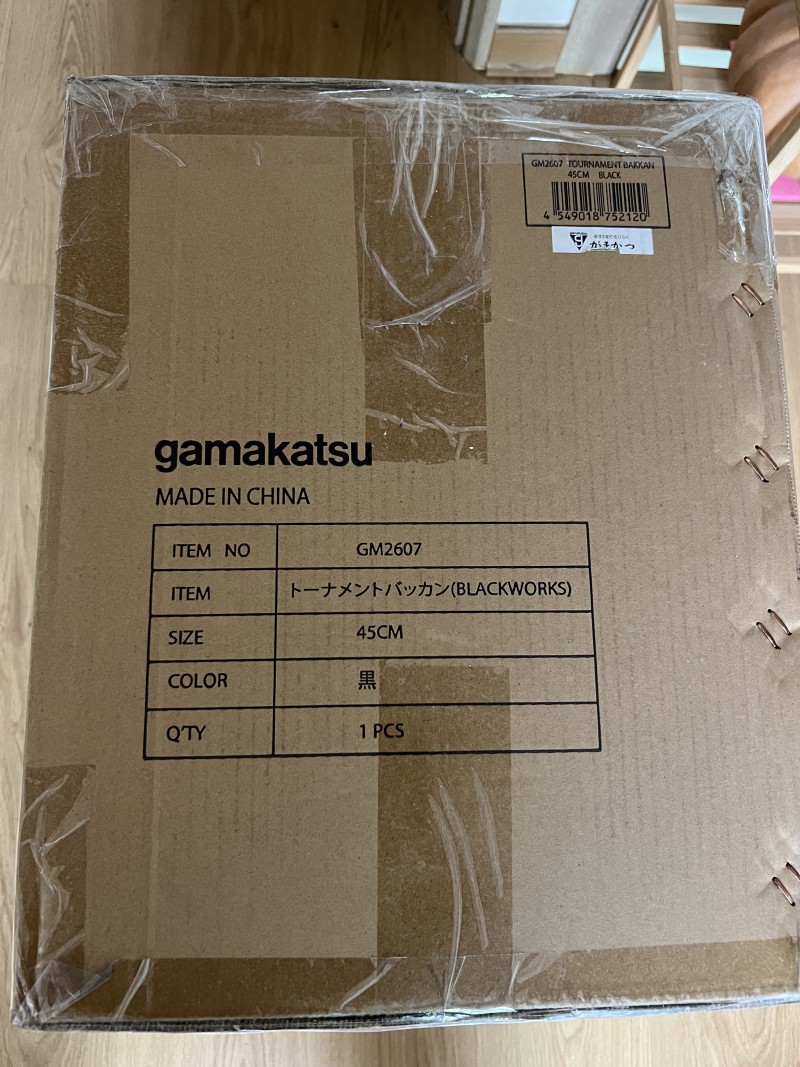 GM2607 TOURNAMENT BAKKAN
45CM BLACK
4 549018 752120
がまかつ
gamakatsu
MADE IN CHINA
ITEM NO GM2607
ITEM トーナメントバッカン(BLACKWORKS)
SIZE 45CM
COLOR 黒
Q'TY 1 PCS